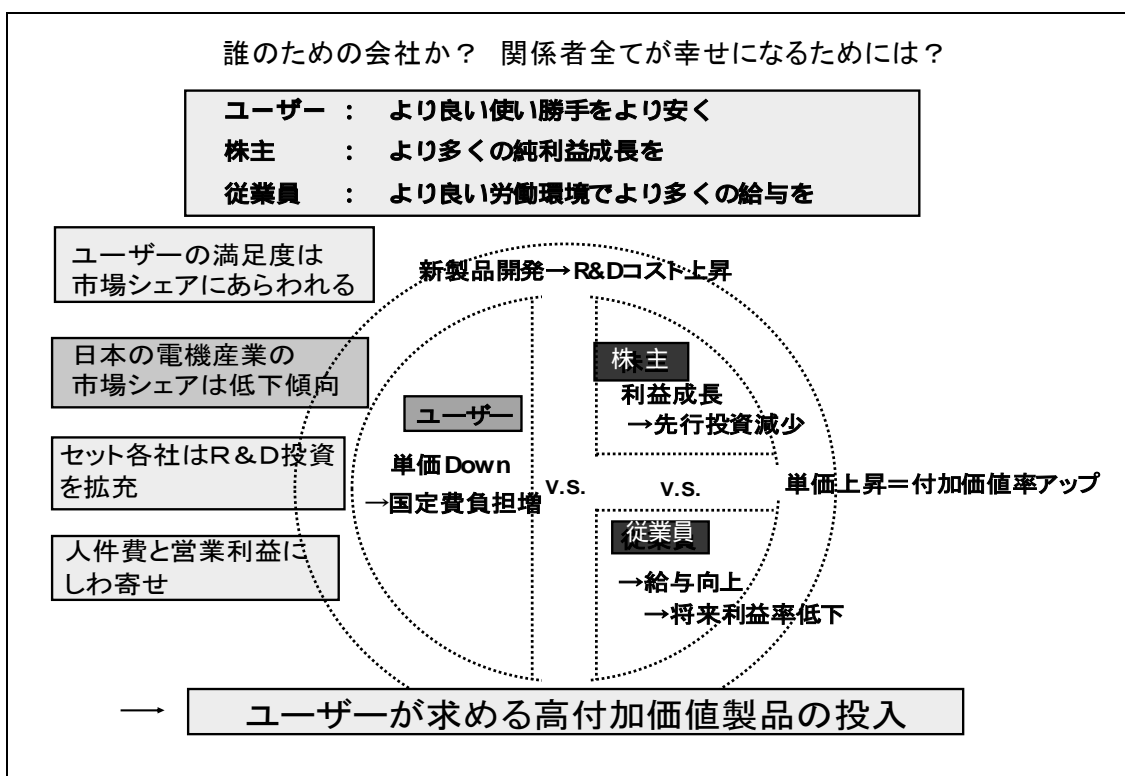 誰のための会社か？ 関係者全てが幸せになるためには？
ユーザー ： より良い使い勝手をより安く
株主 ： より多くの純利益成長を
従業員 ： より良い労働環境でより多くの給与を
ユーザーの満足度は
市場シェアにあらわれる
日本の電機産業の
市場シェアは低下傾向
セット各社はR＆D投資
を拡充
人件費と営業利益に
しわ寄せ
新製品開発→R&Dコスト上昇
ユーザー
単価Down
→国定費負担増
v.s.
株 主
利益成長
→先行投資減少
v.s.
従業員
→給与向上
→将来利益率低下
単価上昇＝付加価値率アップ
→ ユーザーが求める高付加価値製品の投入